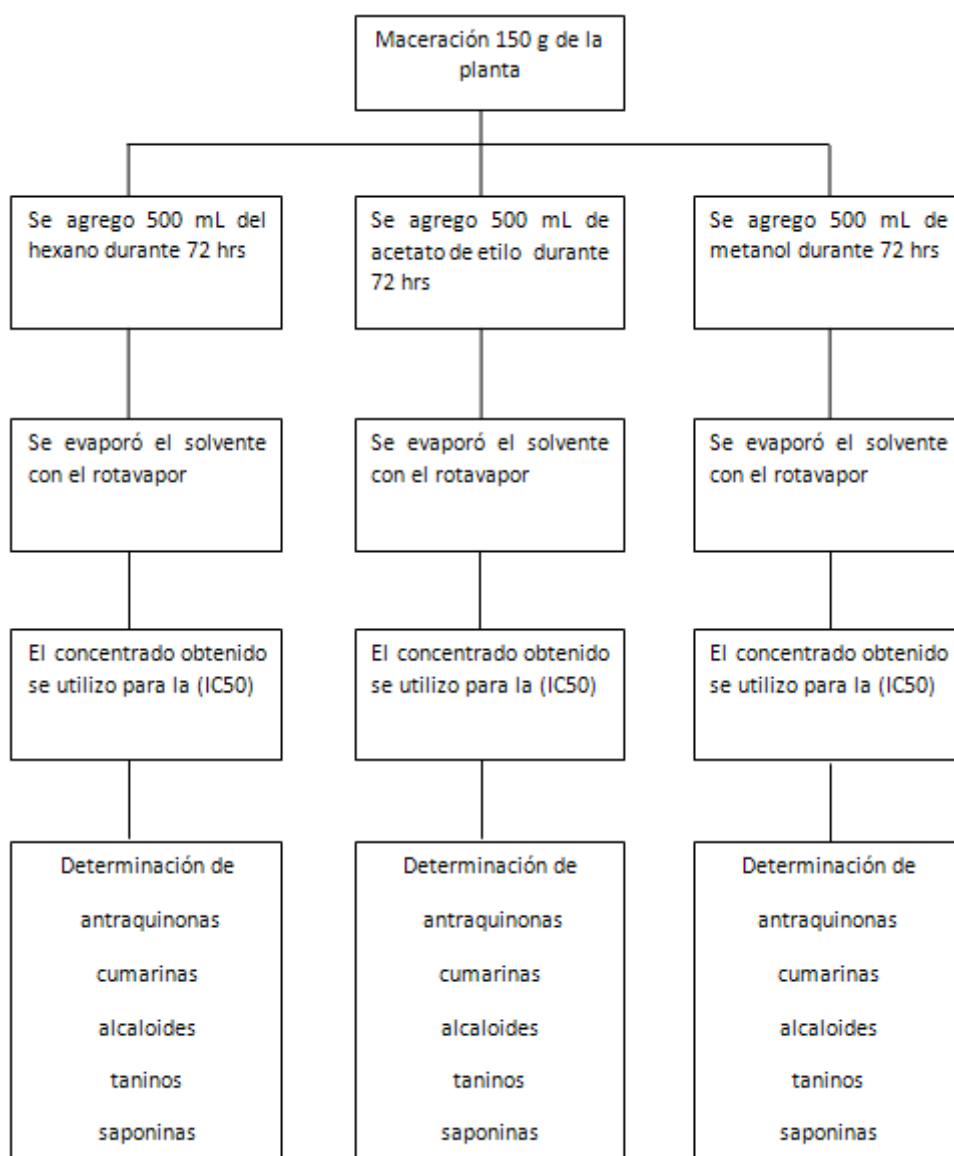 Maceración 150 g de la
planta
Se agrego 500 mL del
hexano durante 72 hrs
Se agrego 500 mL de
acetato de etilo durante
72 hrs
Se agrego 500 mL de
metanol durante 72 hrs
Se evaporó el solvente
con el rotavapor
Se evaporó el solvente
con el rotavapor
Se evaporó el solvente
con el rotavapor
El concentrado obtenido
se utilizo para la (IC50)
El concentrado obtenido
se utilizo para la (IC50)
El concentrado obtenido
se utilizo para la (IC50)
Determinación de
antraquinonas
cumarinas
alcaloides
taninos
saponinas
Determinación de
antraquinonas
cumarinas
alcaloides
taninos
saponinas
Determinación de
antraquinonas
cumarinas
alcaloides
taninos
saponinas